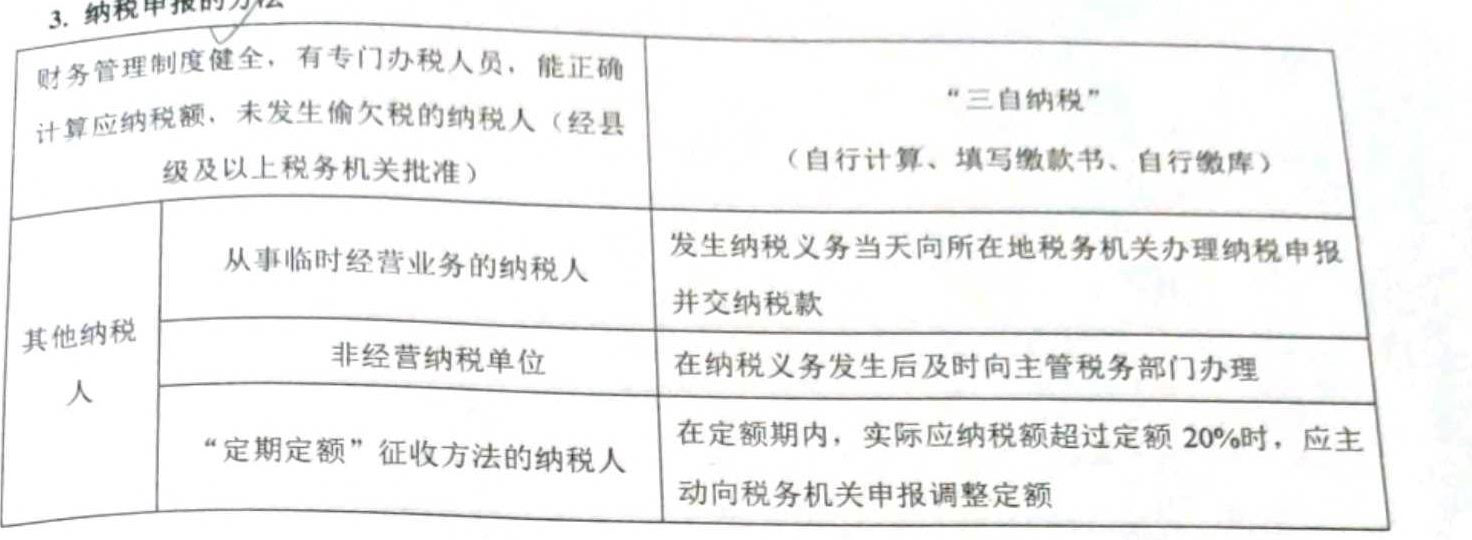 3. 纳税申报的方法
财务管理制度健全，有专门办税人员，能正确
计算应纳税额，未发生偷欠税的纳税人（经县
级及以上税务机关批准）
“三自纳税”
（自行计算、填写缴款书、自行缴库）
其他纳税
人
从事临时经营业务的纳税人
发生纳税义务当天向所在地税务机关办理纳税申报
并交纳税款
非经营纳税单位
在纳税义务发生后及时向主管税务部门办理
“定期定额”征收方法的纳税人
在定额期内，实际应纳税额超过定额 20%时，应主
动向税务机关申报调整定额